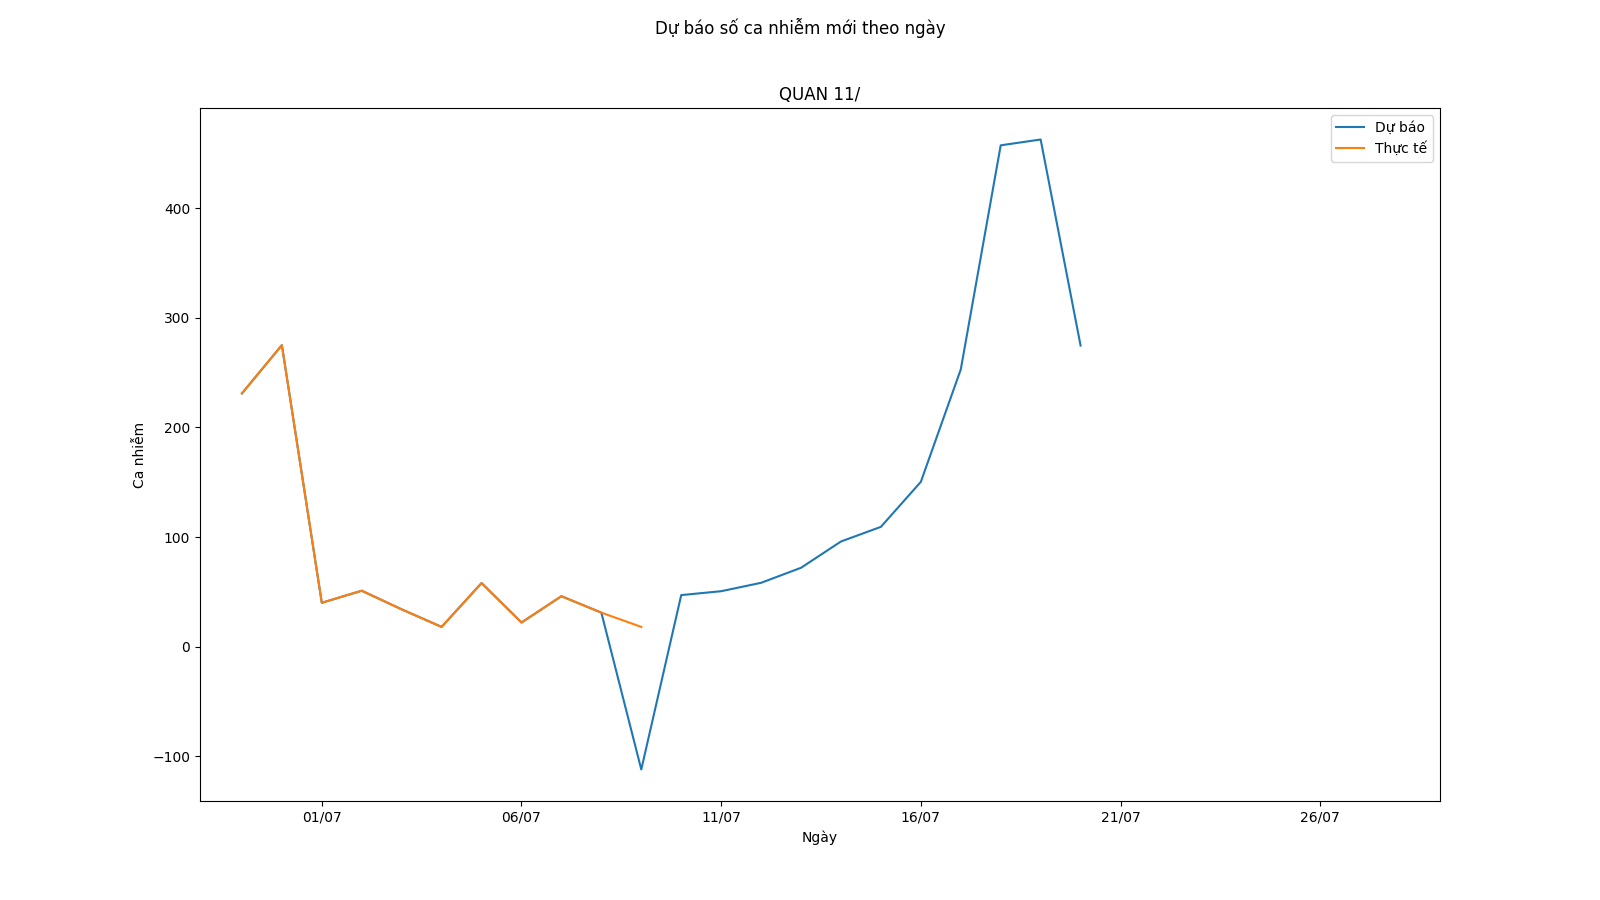 Dự báo số ca nhiễm mới theo ngày
QUAN 11/
Dự báo
Thực tế
400
300
200
100
0
−100
Ca nhiễm
01/07
06/07
11/07
16/07
21/07
26/07
Ngày